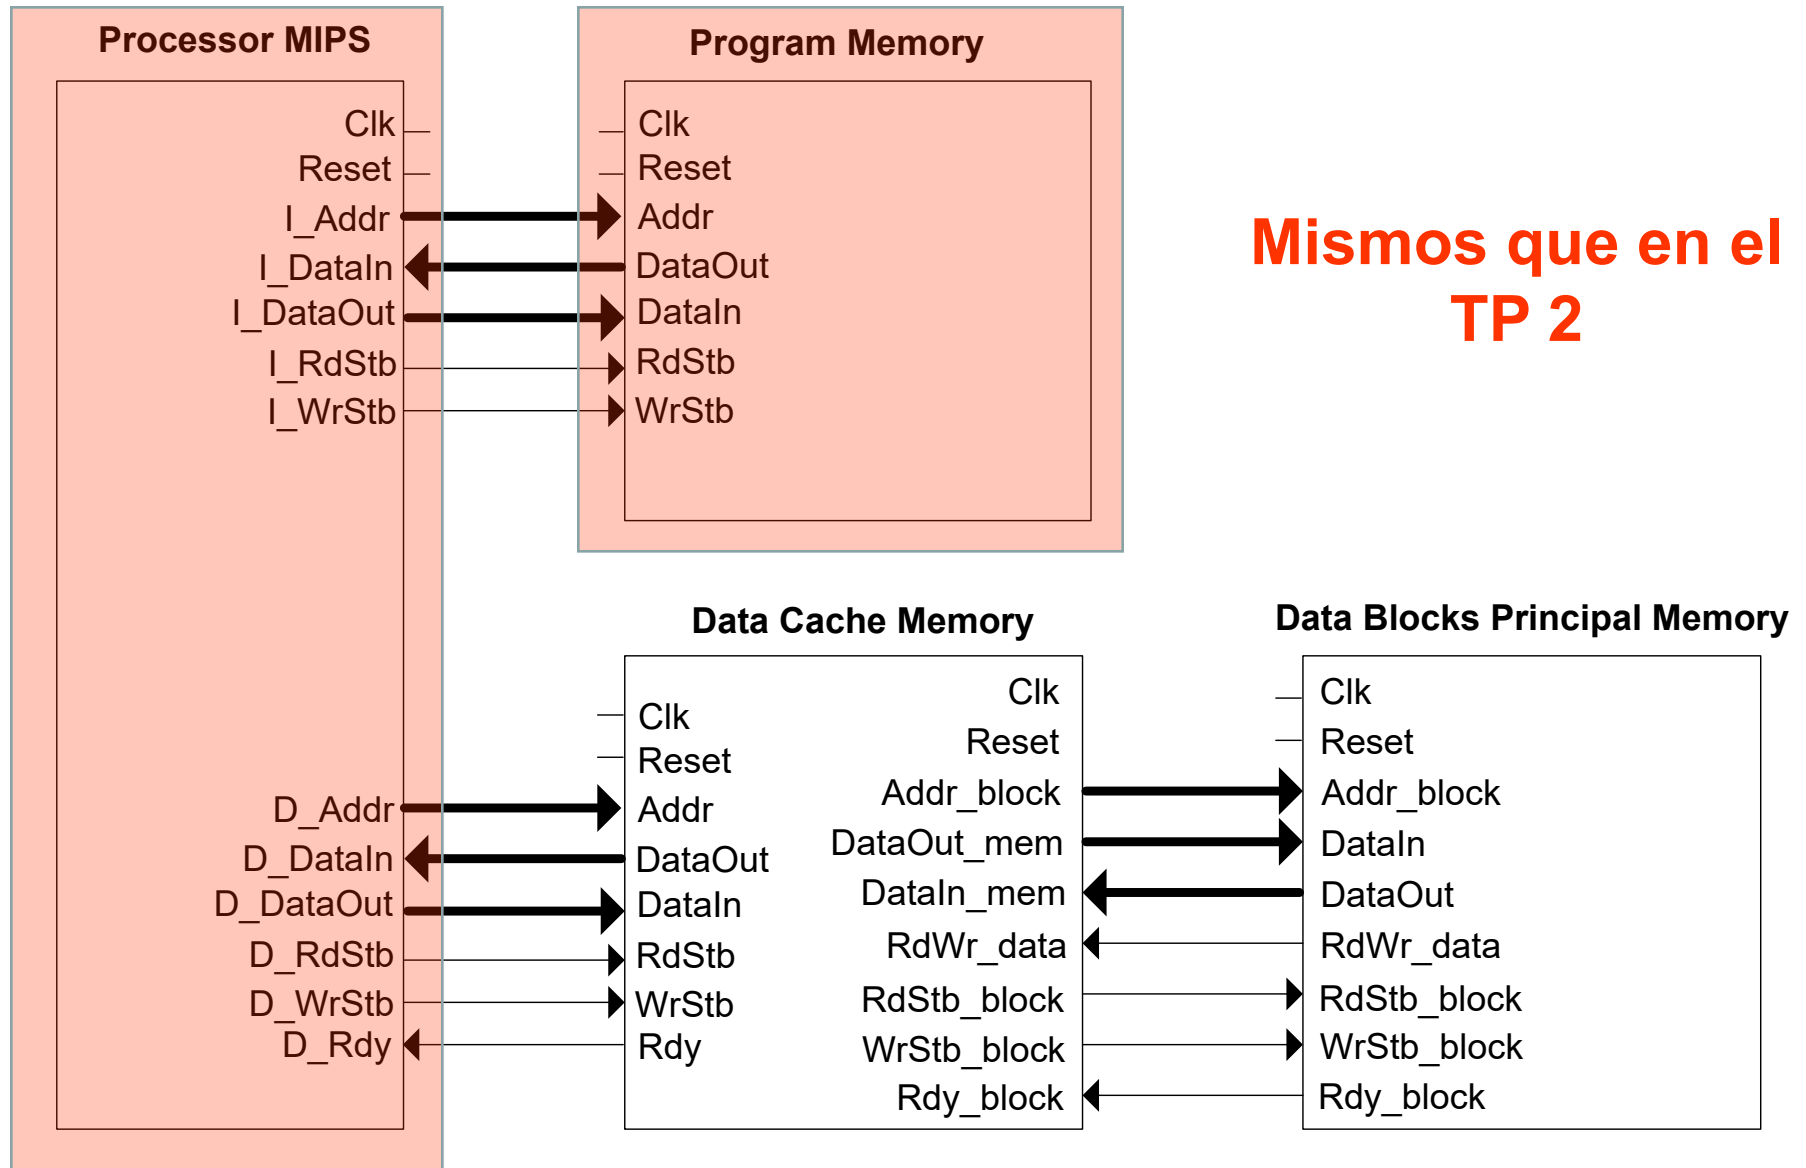 Processor MIPS
Clk
Reset
I_Addr
I_DataIn
I_DataOut
I_RdStb
I_WrStb
D_Addr
D_DataIn
D_DataOut
D_RdStb
D_WrStb
D_Rdy
Program Memory
Clk
Reset
Addr
DataOut
DataIn
RdStb
WrStb
Mismos que en el
TP 2
Data Cache Memory
Clk
Reset
Addr
DataOut
DataIn
RdStb
WrStb
Rdy
Clk
Reset
Addr_block
DataOut_mem
DataIn_mem
RdWr_data
RdStb_block
WrStb_block
Rdy_block
Data Blocks Principal Memory
Clk
Reset
Addr_block
DataIn
DataOut
RdWr_data
RdStb_block
WrStb_block
Rdy_block